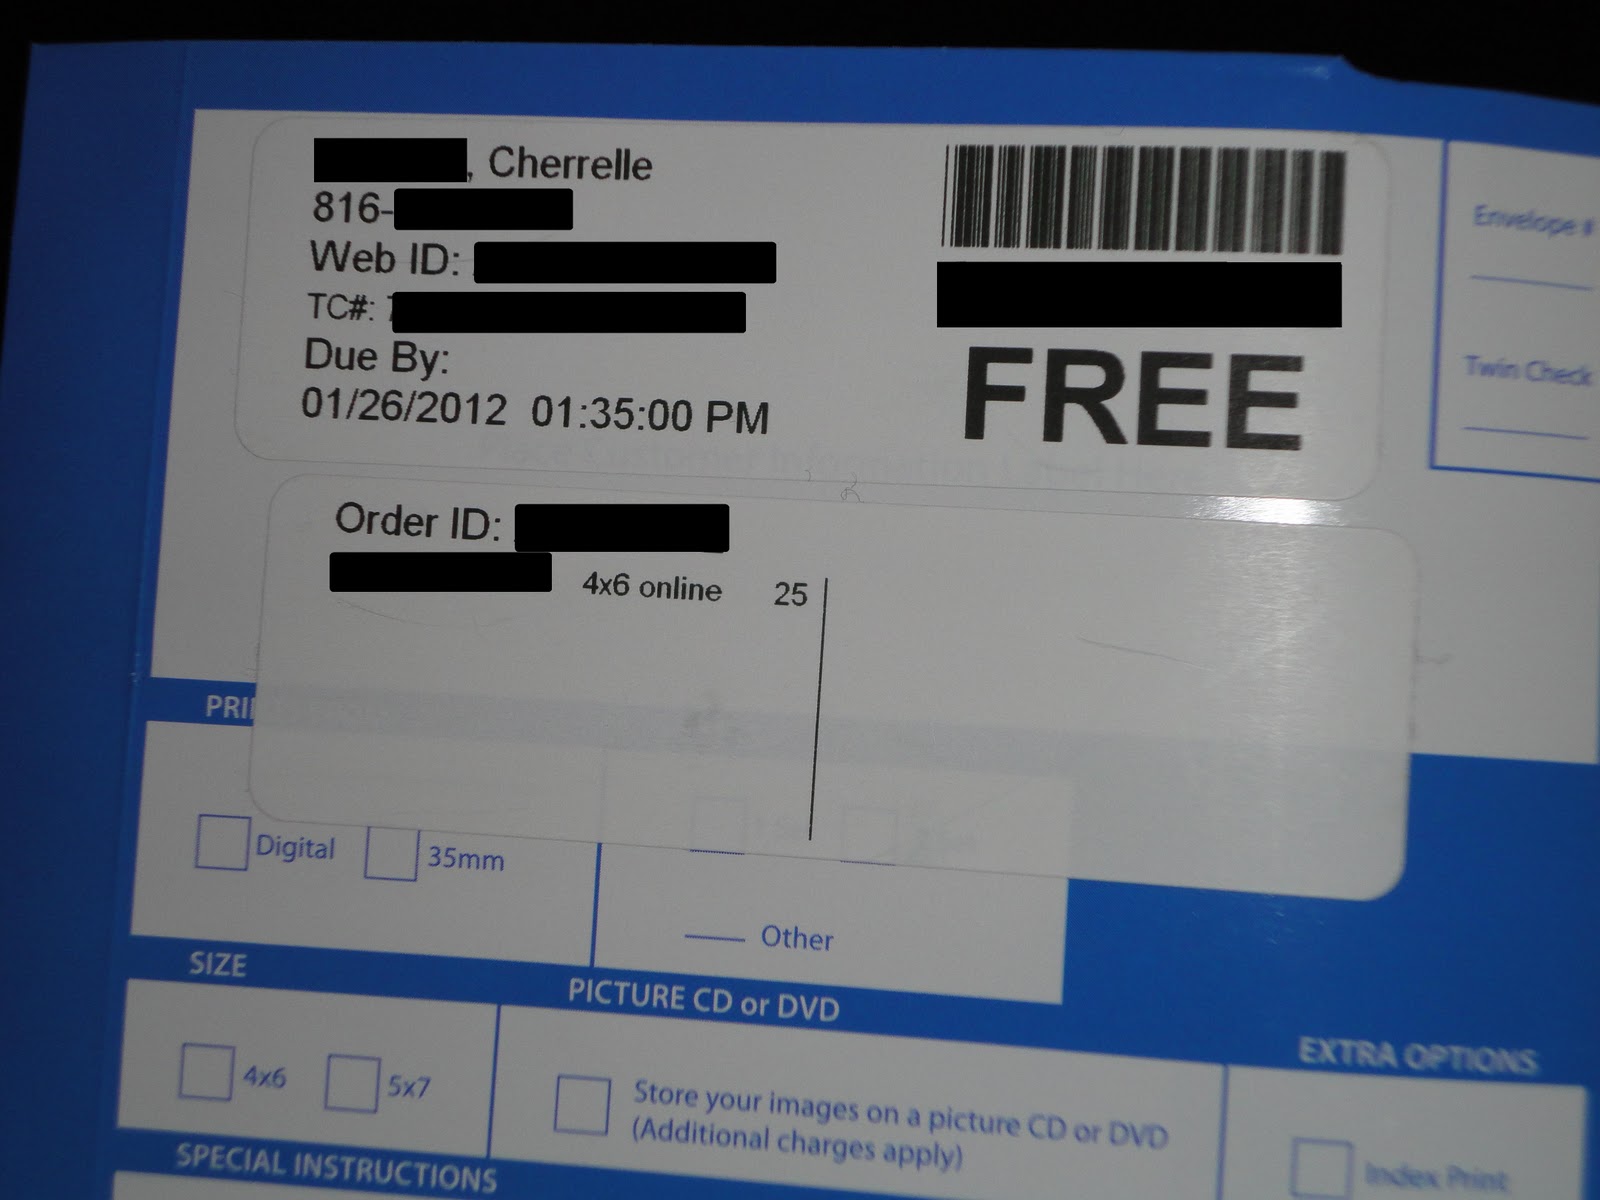 , Cherrelle
816-
Web ID:
TC#:
Due By:
01/26/2012 01:35:00 PM
FREE
Envelope #
Twin Check
Order ID:
4x6 online 25
PRI
Digital
35mm
Other
SIZE
PICTURE CD or DVD
EXTRA OPTIONS
4x6
5x7
Store your images on a picture CD or DVD
(Additional charges apply)
Index Print
SPECIAL INSTRUCTIONS